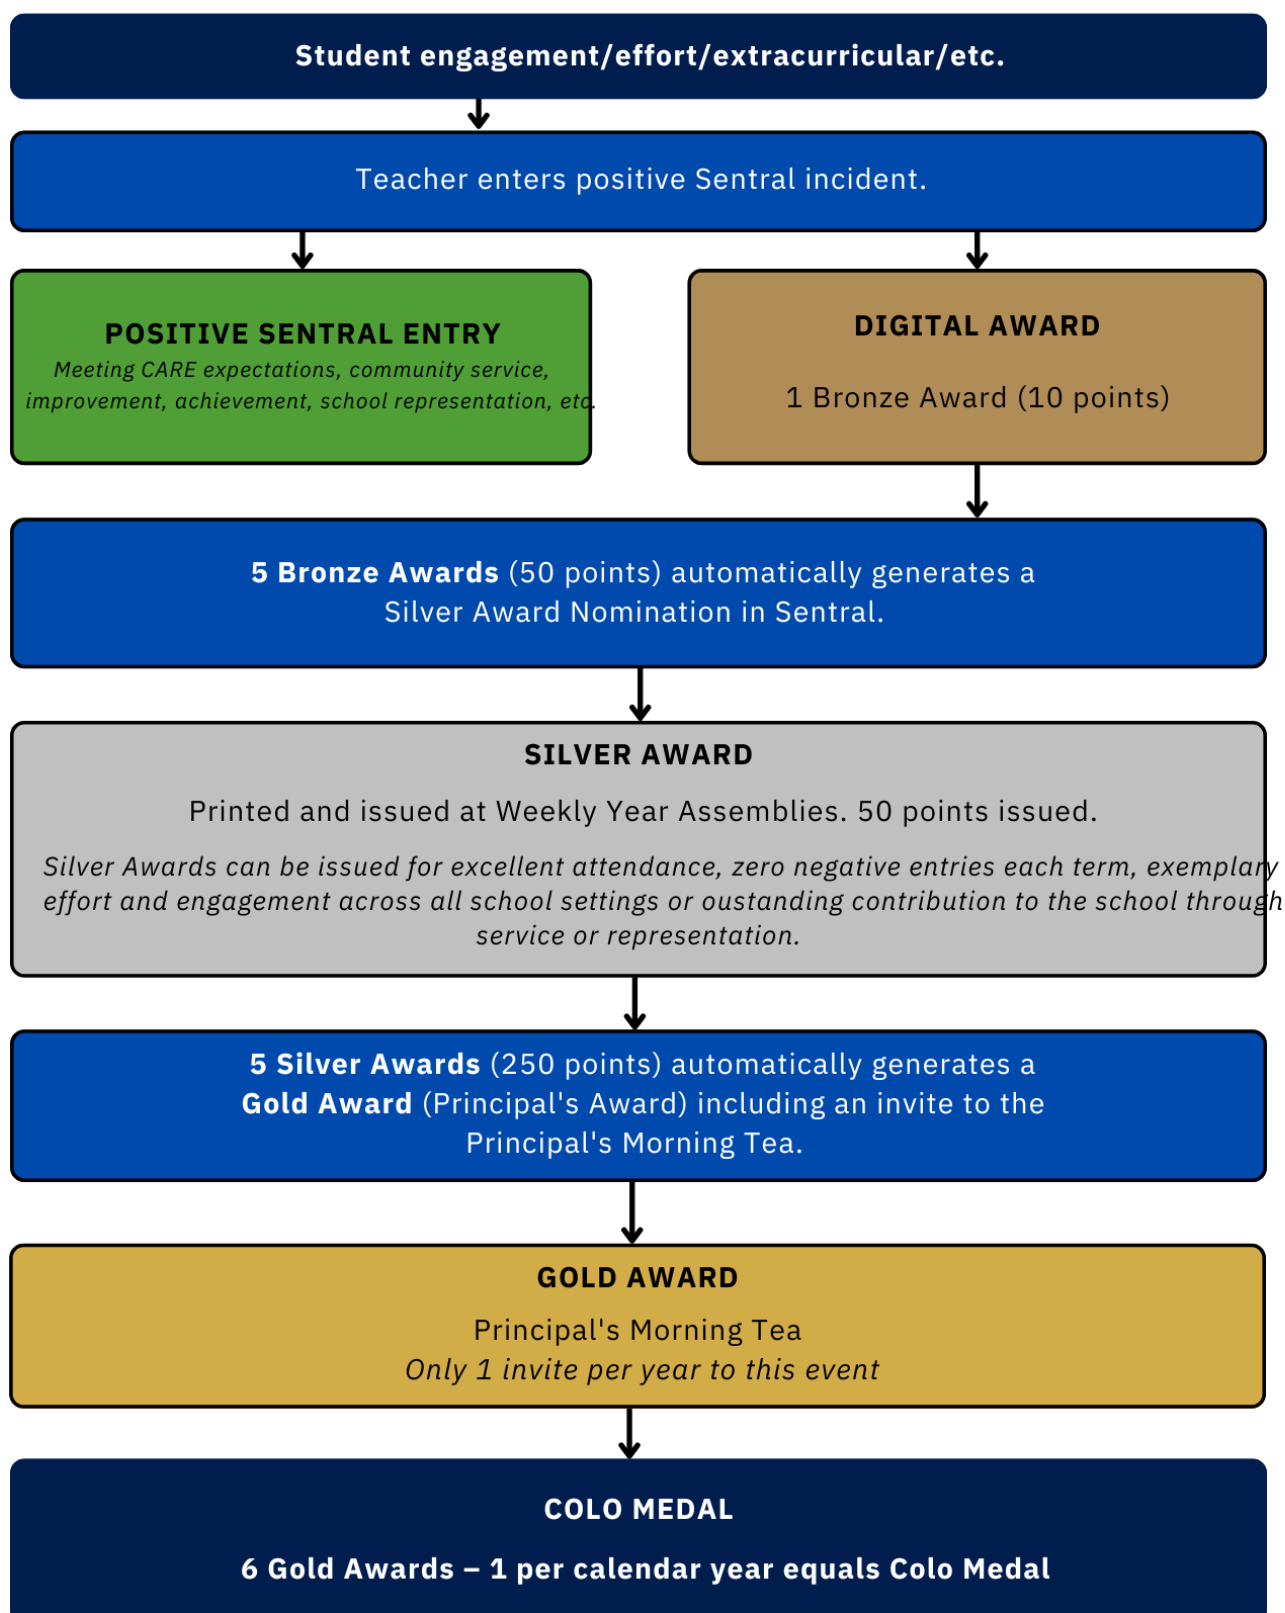 Student engagement/effort/extracurricular/etc.
Teacher enters positive Sentral incident.
POSITIVE SENTRAL ENTRY
Meeting CARE expectations, community service,
improvement, achievement, school representation, etc.
DIGITAL AWARD
1 Bronze Award (10 points)
5 Bronze Awards (50 points) automatically generates a
Silver Award Nomination in Sentral.
SILVER AWARD
Printed and issued at Weekly Year Assemblies. 50 points issued.
Silver Awards can be issued for excellent attendance, zero negative entries each term, exemplary
effort and engagement across all school settings or oustanding contribution to the school through
service or representation.
5 Silver Awards (250 points) automatically generates a
Gold Award (Principal's Award) including an invite to the
Principal's Morning Tea.
GOLD AWARD
Principal's Morning Tea
Only 1 invite per year to this event
COLO MEDAL
6 Gold Awards – 1 per calendar year equals Colo Medal